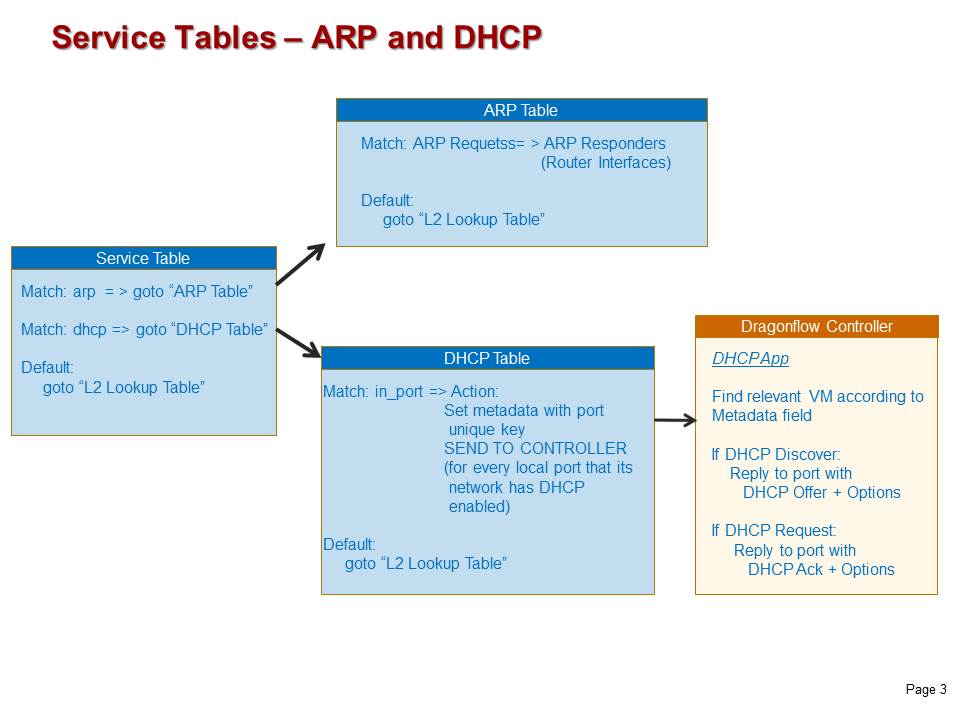 Service Tables – ARP and DHCP
ARP Table
Match: ARP Requetss= > ARP Responders
(Router Interfaces)
Default:
goto “L2 Lookup Table”
Service Table
Match: arp = > goto “ARP Table”
Match: dhcp => goto “DHCP Table”
Default:
goto “L2 Lookup Table”
DHCP Table
Match: in_port => Action:
Set metadata with port
unique key
SEND TO CONTROLLER
(for every local port that its
network has DHCP
enabled)
Default:
goto “L2 Lookup Table”
Dragonflow Controller
DHCP App
Find relevant VM according to
Metadata field
If DHCP Discover:
Reply to port with
DHCP Offer + Options
If DHCP Request:
Reply to port with
DHCP Ack + Options
Page 3